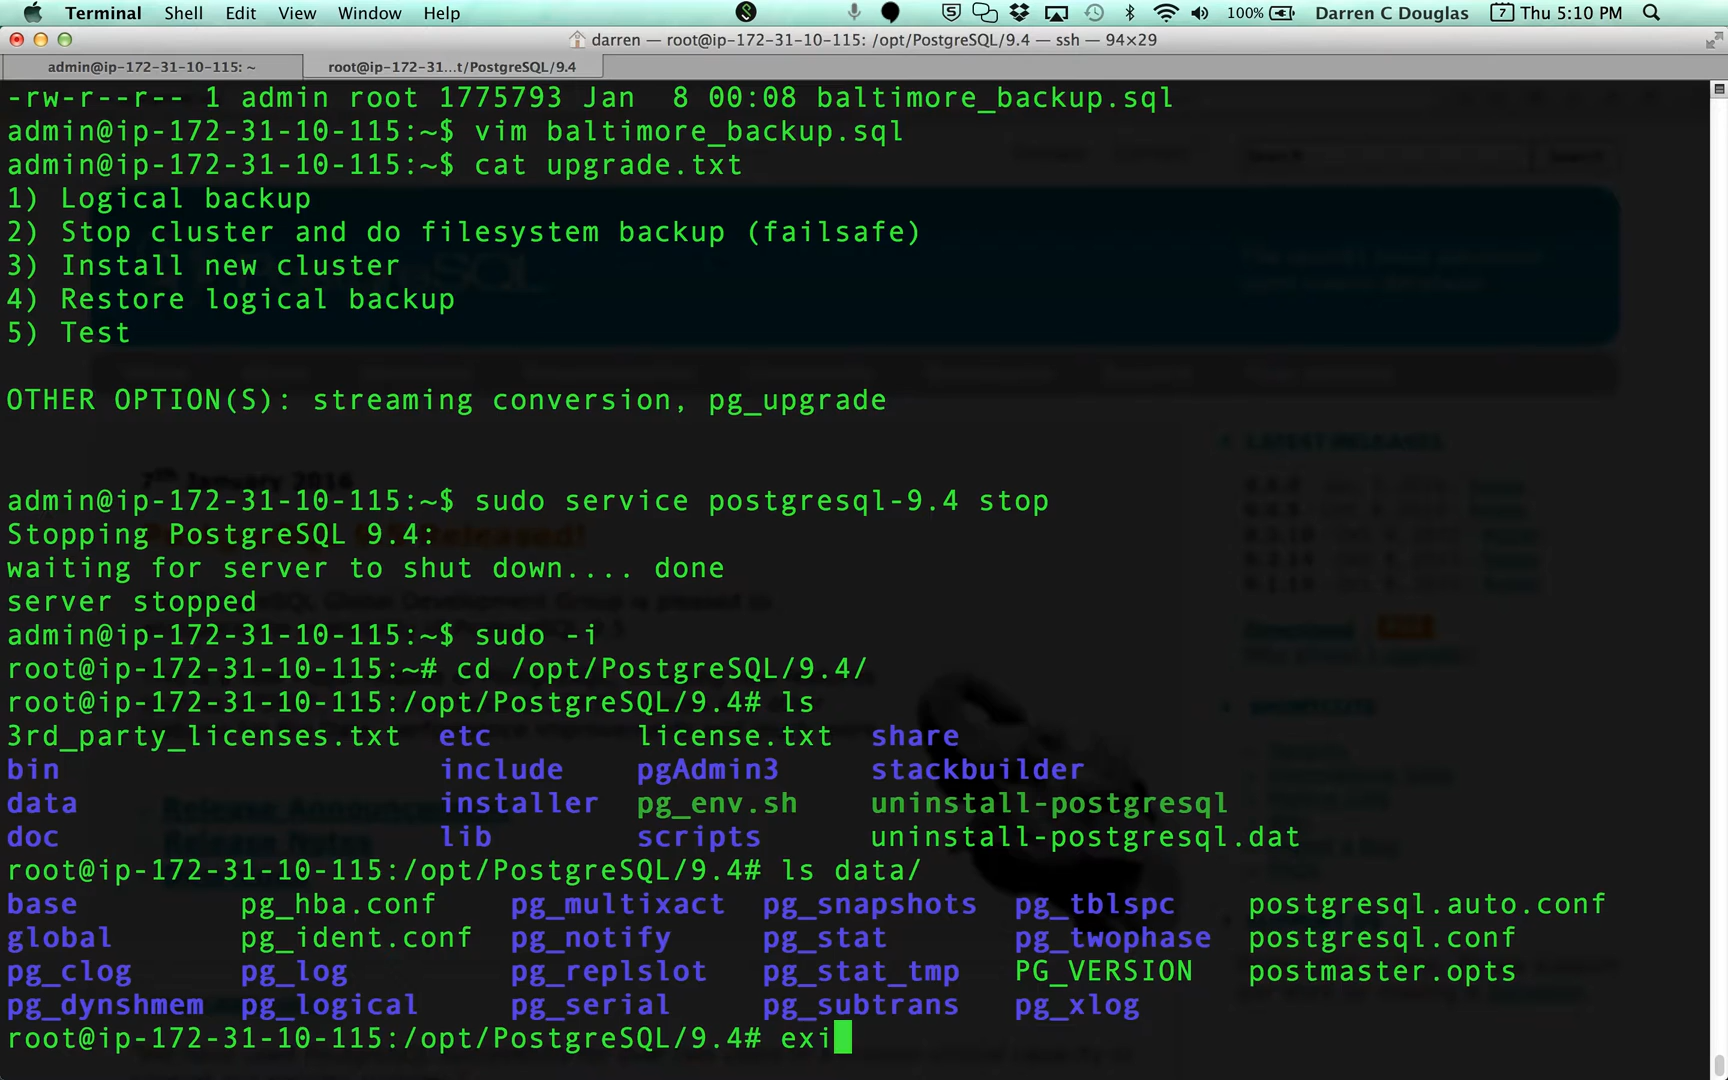 Terminal Shell Edit View Window Help 100% Darren C Douglas 7 Thu 5:10 PM
darren — root@ip-172-31-10-115: /opt/PostgreSQL/9.4 — ssh — 94×29
admin@ip-172-31-10-115: ~ root@ip-172-31...t/PostgreSQL/9.4
-rw-r--r-- 1 admin root 1775793 Jan  8 00:08 baltimore_backup.sql
admin@ip-172-31-10-115:~$ vim baltimore_backup.sql
admin@ip-172-31-10-115:~$ cat upgrade.txt
1) Logical backup
2) Stop cluster and do filesystem backup (failsafe)
3) Install new cluster
4) Restore logical backup
5) Test
OTHER OPTION(S): streaming conversion, pg_upgrade
admin@ip-172-31-10-115:~$ sudo service postgresql-9.4 stop
Stopping PostgreSQL 9.4:
waiting for server to shut down.... done
server stopped
admin@ip-172-31-10-115:~$ sudo -i
root@ip-172-31-10-115:~# cd /opt/PostgreSQL/9.4/
root@ip-172-31-10-115:/opt/PostgreSQL/9.4# ls
3rd_party_licenses.txt etc license.txt share
bin include pgAdmin3 stackbuilder
data installer pg_env.sh uninstall-postgresql
doc lib scripts uninstall-postgresql.dat
root@ip-172-31-10-115:/opt/PostgreSQL/9.4# ls data/
base pg_hba.conf pg_multixact pg_snapshots pg_tblspc postgresql.auto.conf
global pg_ident.conf pg_notify pg_stat pg_twophase postgresql.conf
pg_clog pg_log pg_replslot pg_stat_tmp PG_VERSION postmaster.opts
pg_dynshmem pg_logical pg_serial pg_subtrans pg_xlog
root@ip-172-31-10-115:/opt/PostgreSQL/9.4# exi